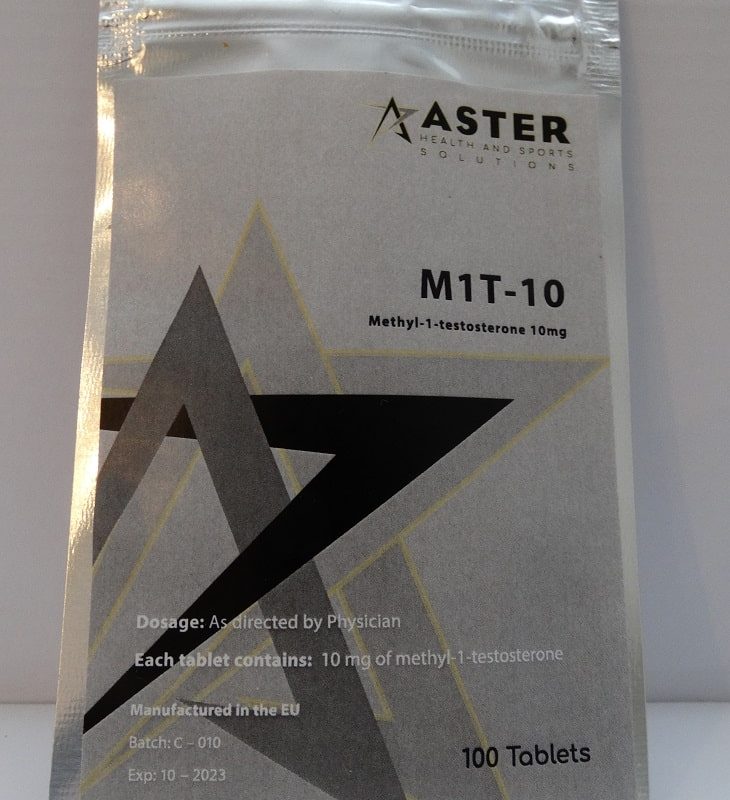 ASTER
HEALTH AND SPORTS
SOLUTIONS
M1T-10
Methyl-1-testosterone 10mg
Dosage: As directed by Physician
Each tablet contains: 10 mg of methyl-1-testosterone
Manufactured in the EU
Batch: C – 010
100 Tablets
Exp: 10 – 2023